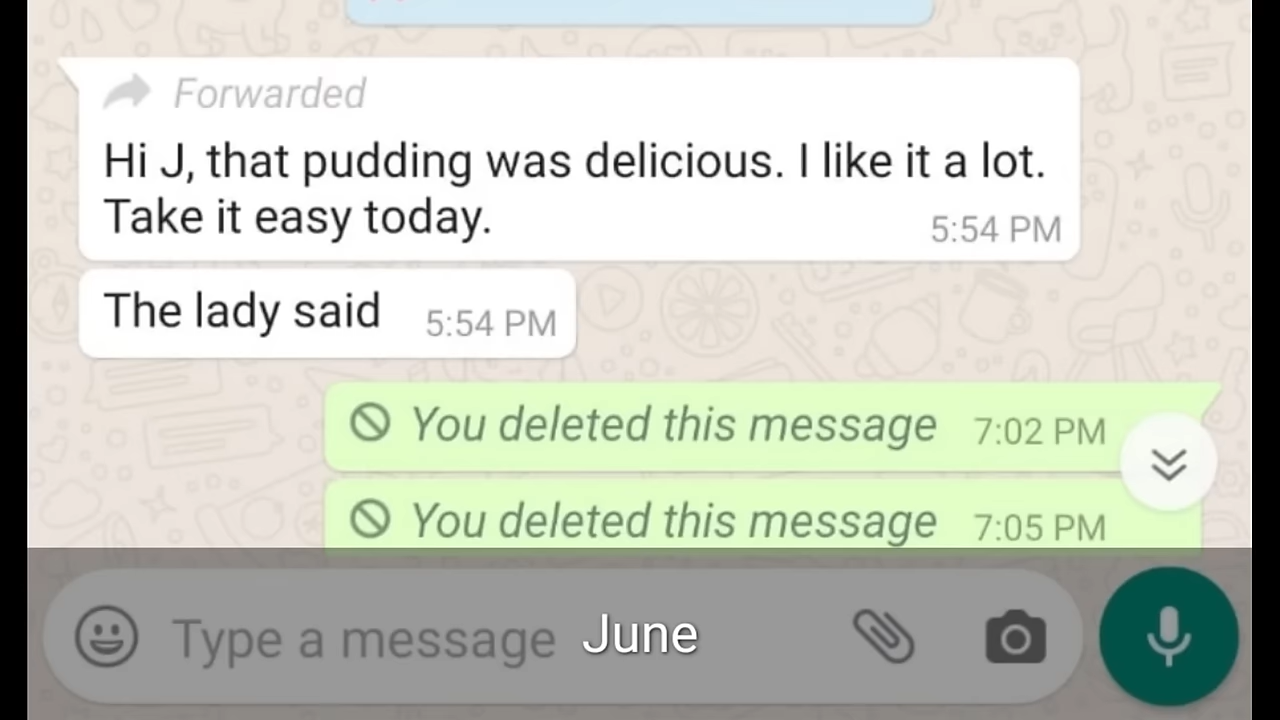 Forwarded
Hi J, that pudding was delicious. I like it a lot.
Take it easy today.
5:54 PM
The lady said 5:54 PM
You deleted this message 7:02 PM
You deleted this message 7:05 PM
Type a message
June